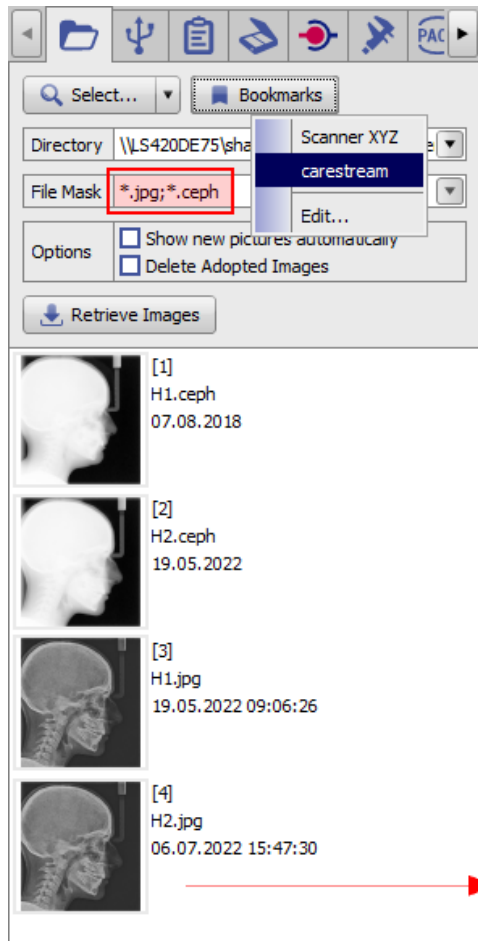 PAC
Select...
Bookmarks
Scanner XYZ
Directory \\LS420DE75\sha
carestream
File Mask *.jpg;*.ceph
Edit...
Options
Show new pictures automatically
Delete Adopted Images
Retrieve Images
[1]
H1.ceph
07.08.2018
[2]
H2.ceph
19.05.2022
[3]
H1.jpg
19.05.2022 09:06:26
[4]
H2.jpg
06.07.2022 15:47:30